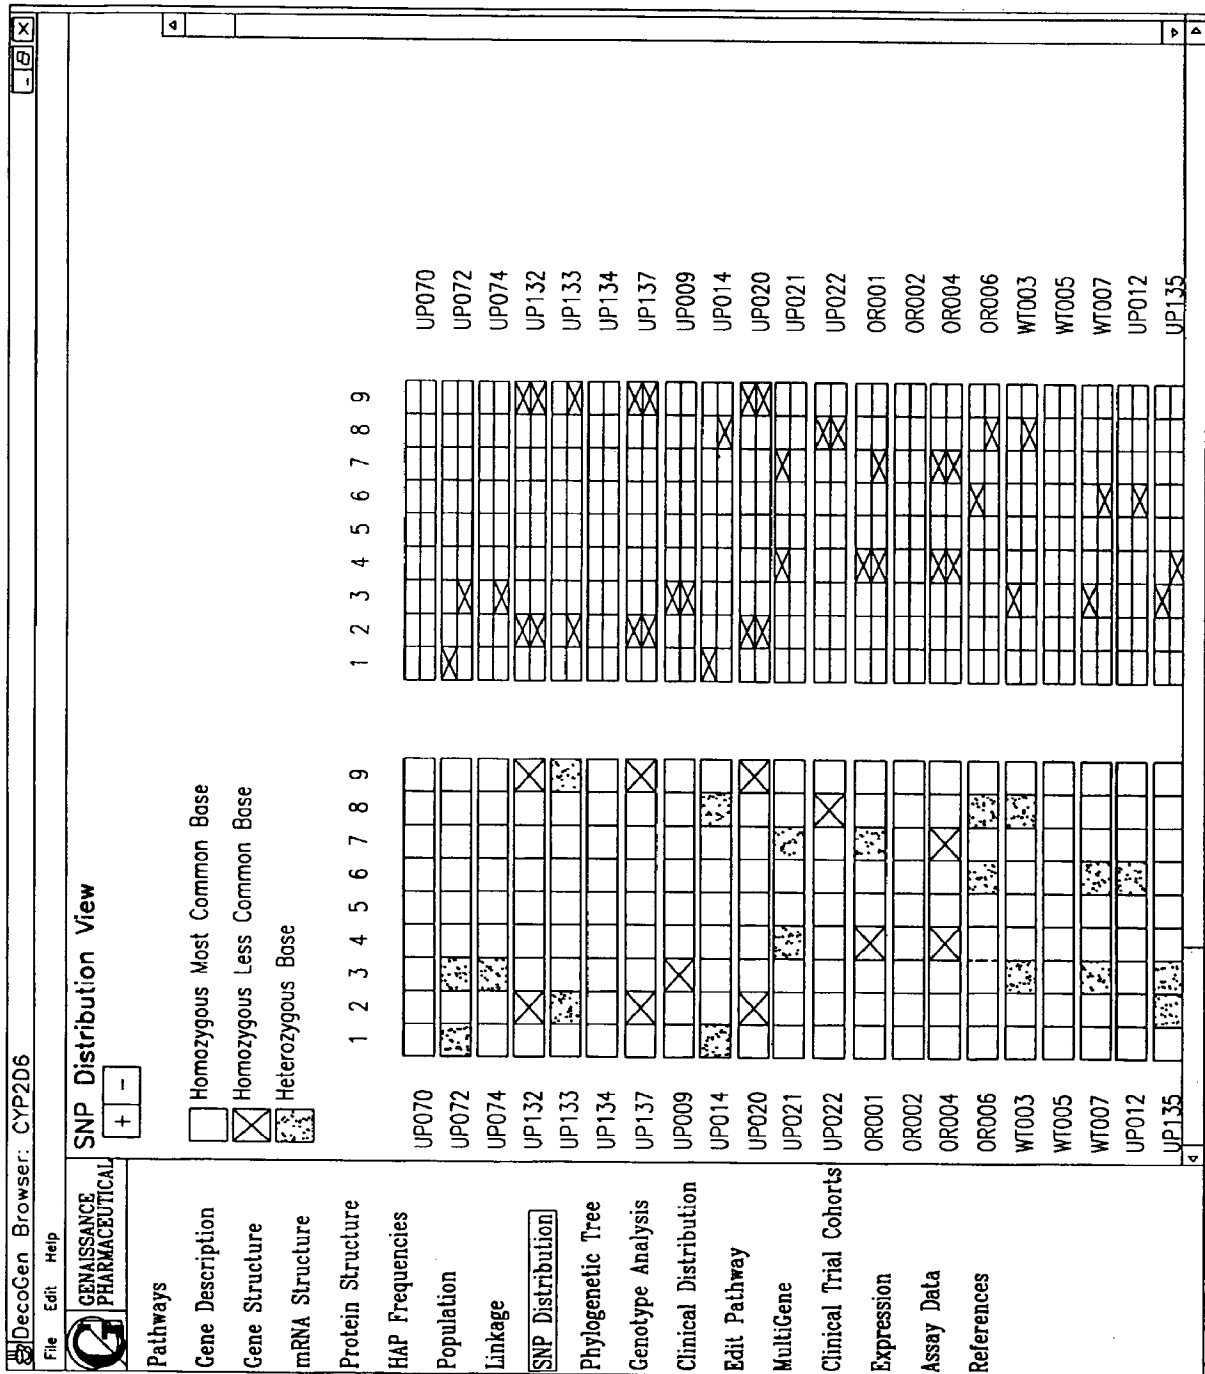 DecoGen Browser: CYP2D6
File Edit Help
GENAISSANCE
PHARMACEUTICAL
Pathways
Gene Description
Gene Structure
mRNA Structure
Protein Structure
HAP Frequencies
Population
Linkage
SNP Distribution
Phylogenetic Tree
Genotype Analysis
Clinical Distribution
Edit Pathway
MultiGene
Clinical Trial Cohorts
Expression
Assay Data
References
SNP Distribution View
+ -
Homozygous Most Common Base
Homozygous Less Common Base
Heterozygous Base
1 2 3 4 5 6 7 8 9 1 2 3 4 5 6 7 8 9
UP070 UP070
UP072 UP072
UP074 UP074
UP132 UP132
UP133 UP133
UP134 UP134
UP137 UP137
UP009 UP009
UP014 UP014
UP020 UP020
UP021 UP021
UP022 UP022
OR001 OR001
OR002 OR002
OR004 OR004
OR006 OR006
WT003 WT003
WT005 WT005
WT007 WT007
UP012 UP012
UP135 UP135